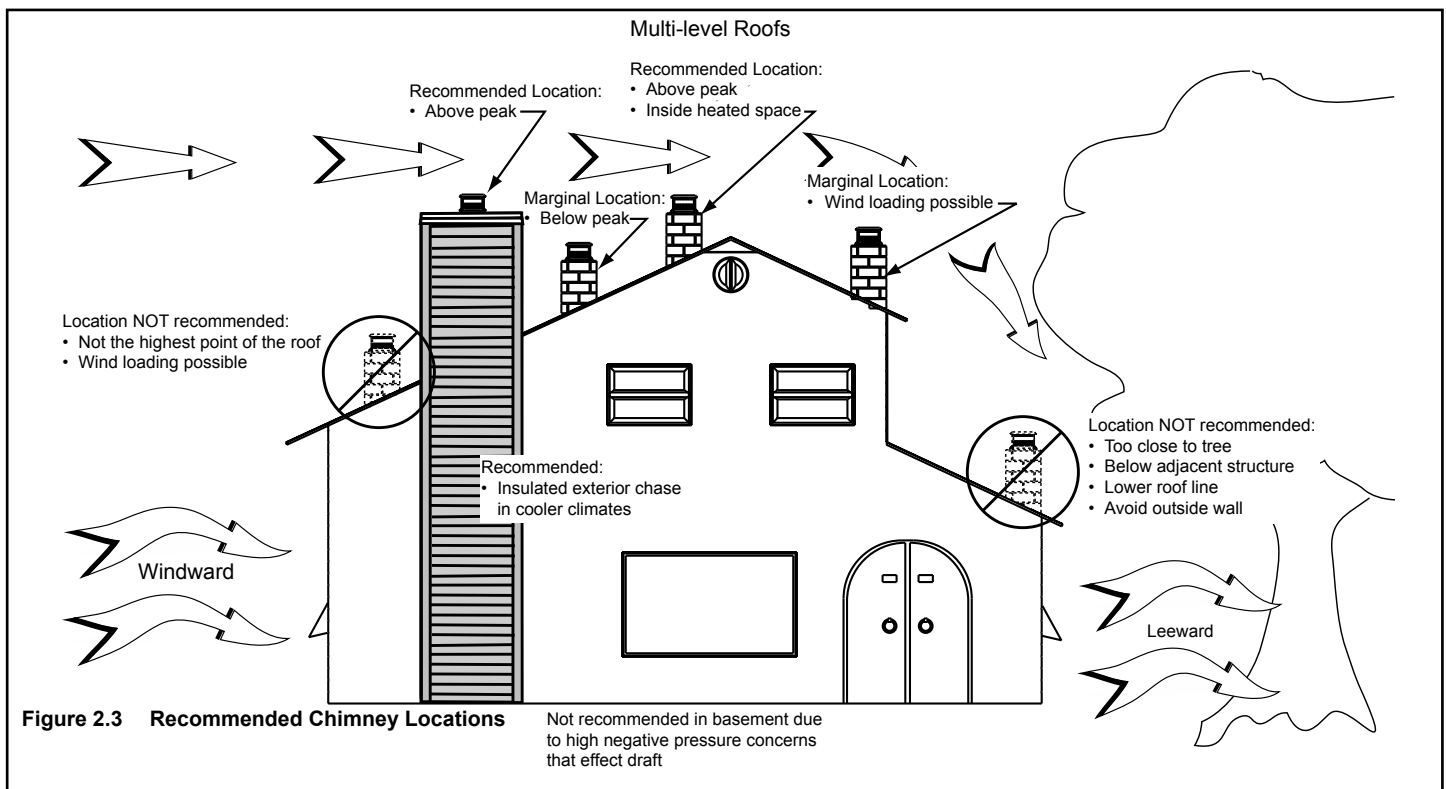 Multi-level Roofs
Recommended Location:
• Above peak
Recommended Location:
• Above peak
• Inside heated space
Marginal Location:
• Below peak
Marginal Location:
• Wind loading possible
Location NOT recommended:
• Not the highest point of the roof
• Wind loading possible
Location NOT recommended:
• Too close to tree
• Below adjacent structure
• Lower roof line
• Avoid outside wall
Recommended:
• Insulated exterior chase
in cooler climates
Windward
Leeward
Figure 2.3 Recommended Chimney Locations
Not recommended in basement due
to high negative pressure concerns
that effect draft